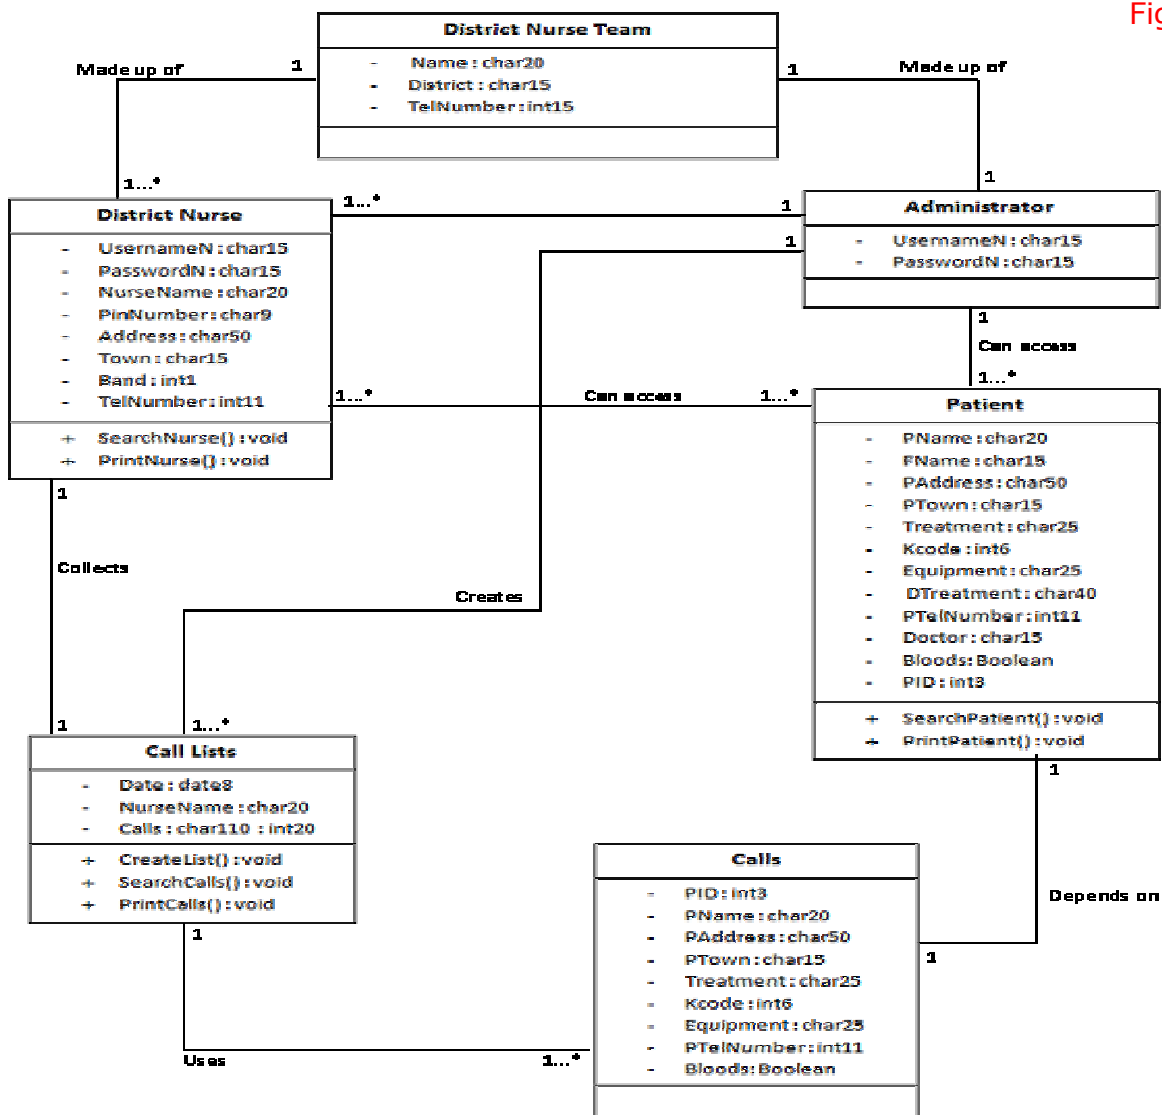 Fig
District Nurse Team
- Name:char20
- District:char15
- TelNumber:int15
Made up of
1
1
Made up of
1...*
1
District Nurse
- UsernameN:char15
- PasswordN:char15
- NurseName:char20
- PinNumber:char9
- Address:char50
- Town:char15
- Band:int1
- TelNumber:int11
+ SearchNurse():void
+ PrintNurse():void
1...*
1
1
Administrator
- UsernameN:char15
- PasswordN:char15
1
Can access
1...*
1...*
Can access
1...*
Patient
- PName:char20
- FName:char15
- PAddress:char50
- PTown:char15
- Treatment:char25
- Kcode:int6
- Equipment:char25
- DTreatment:char40
- PTelNumber:int11
- Doctor:char15
- Bloods:Boolean
- PID:int3
+ SearchPatient():void
+ PrintPatient():void
1
Collects
1
Creates
1...*
Call Lists
- Date:date8
- NurseName:char20
- Calls:char110 :int20
+ CreateList():void
+ SearchCalls():void
+ PrintCalls():void
1
Uses
1...*
1
Depends on
1
Calls
- PID:int3
- PName:char20
- PAddress:char50
- PTown:char15
- Treatment:char25
- Kcode:int6
- Equipment:char25
- PTelNumber:int11
- Bloods:Boolean